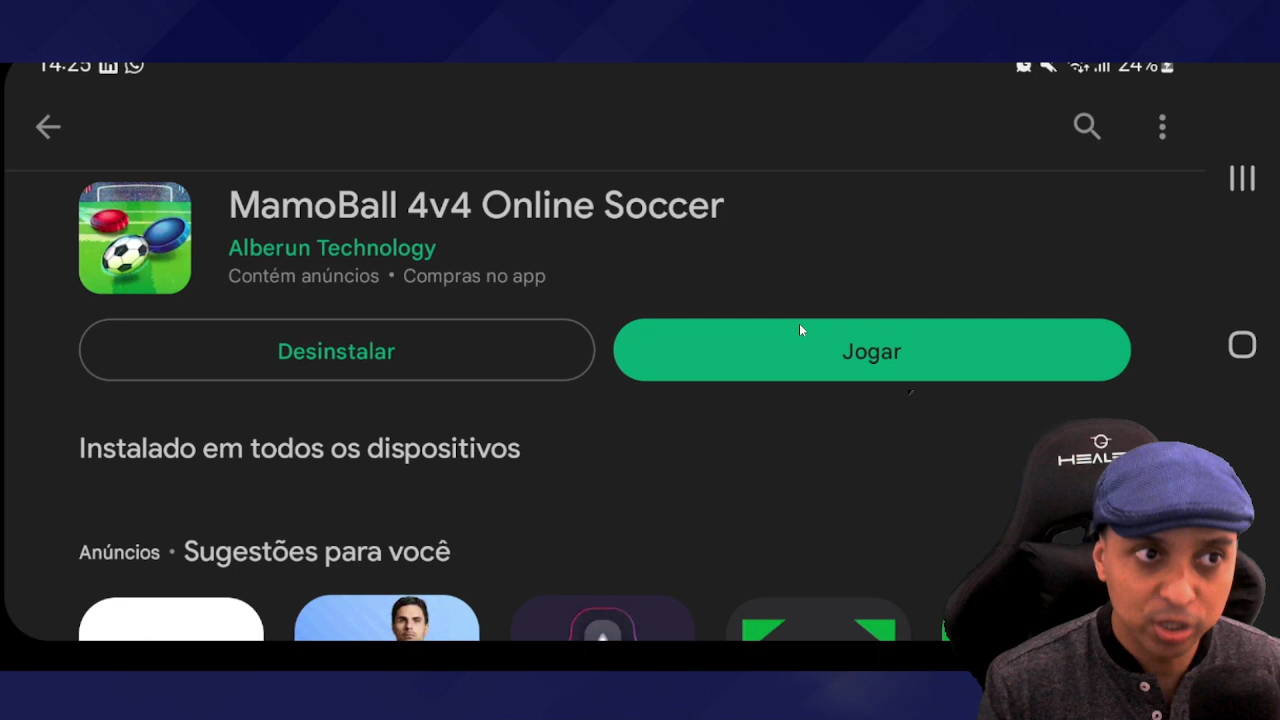 14:25
24%
MamoBall 4v4 Online Soccer
Alberun Technology
Contém anúncios • Compras no app
Desinstalar
Jogar
Instalado em todos os dispositivos
Anúncios • Sugestões para você